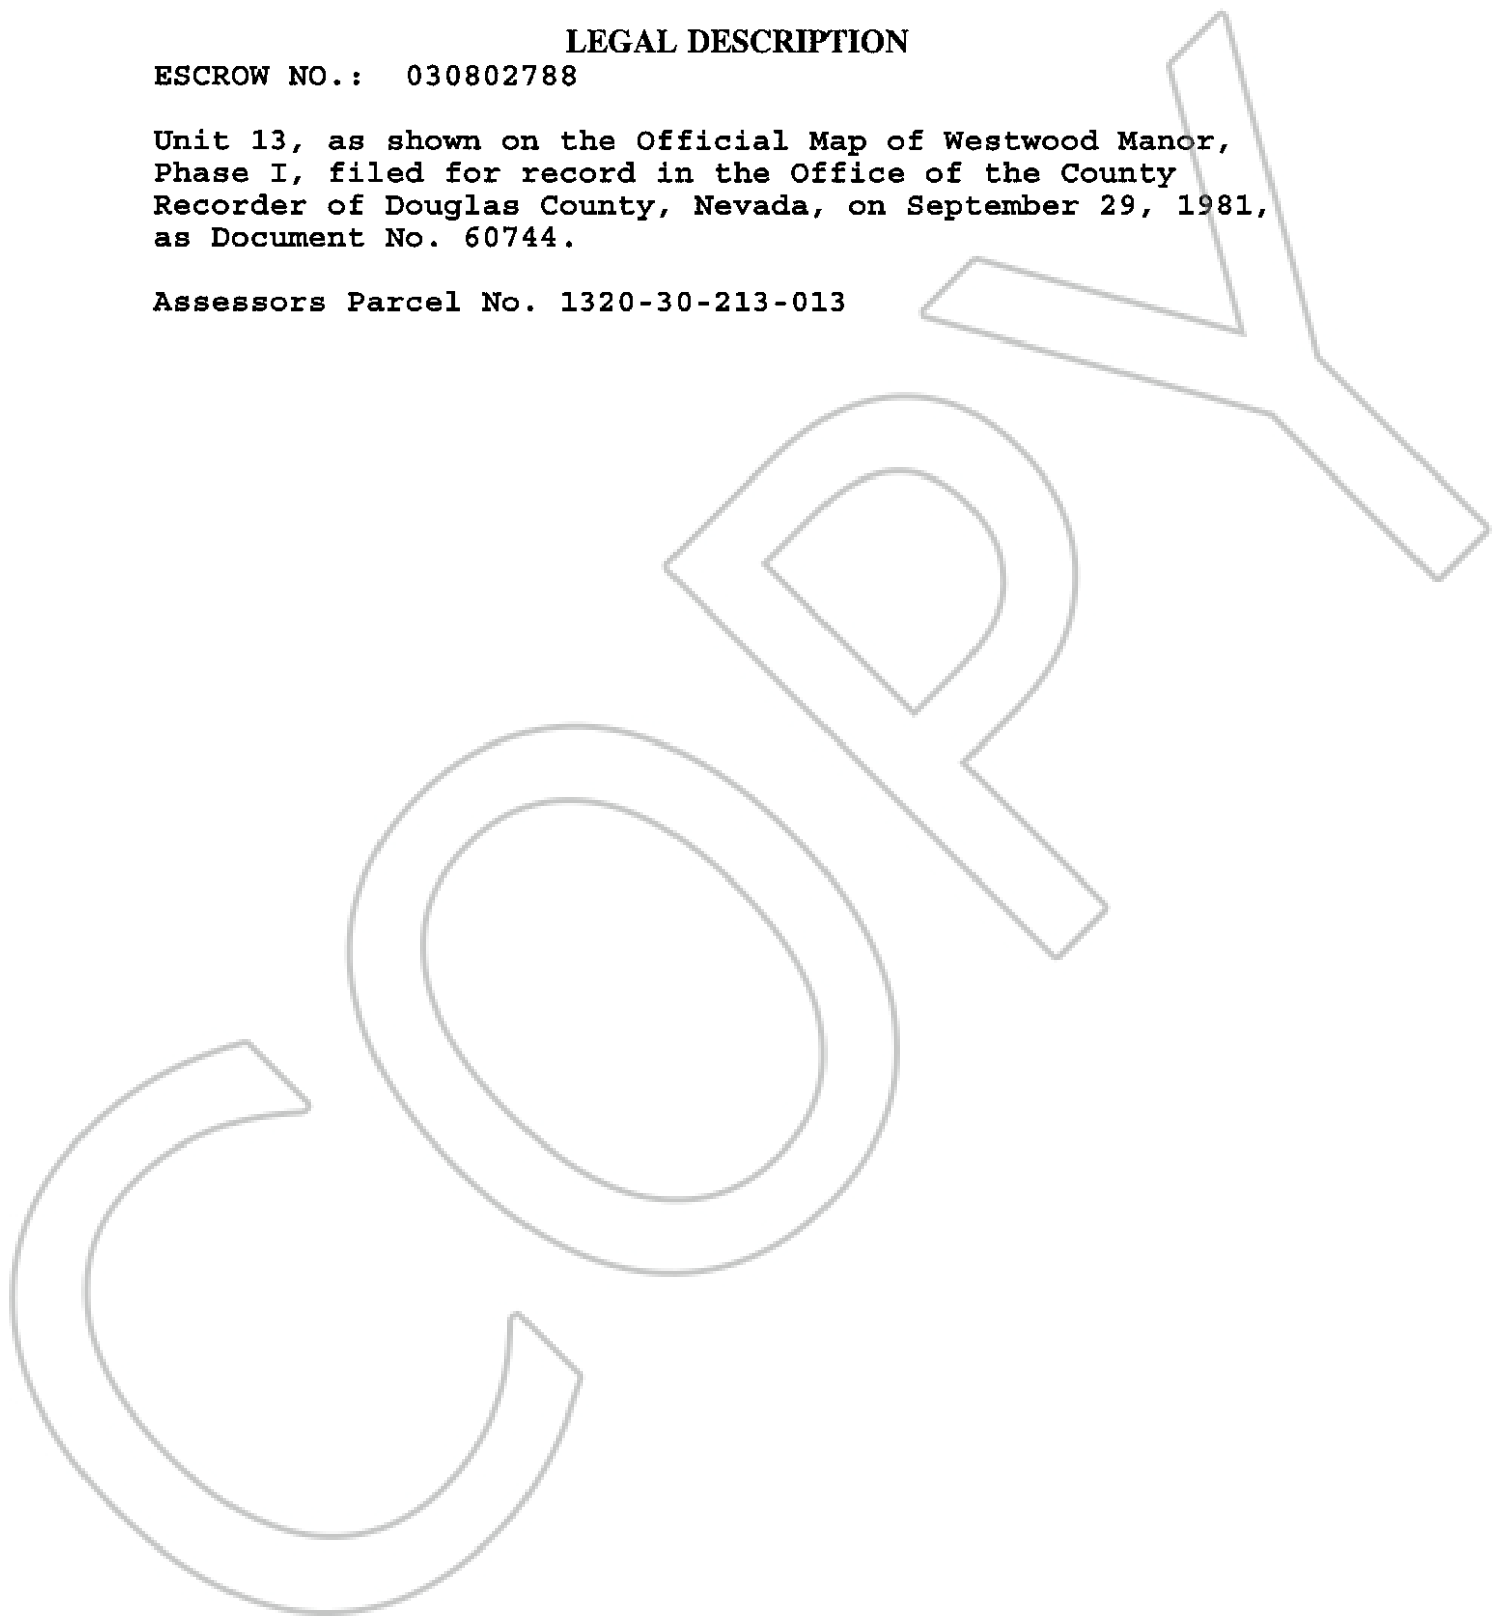 LEGAL DESCRIPTION
ESCROW NO.: 030802788
Unit 13, as shown on the Official Map of Westwood Manor,
Phase I, filed for record in the Office of the County
Recorder of Douglas County, Nevada, on September 29, 1981,
as Document No. 60744.
Assessors Parcel No. 1320-30-213-013
COPY